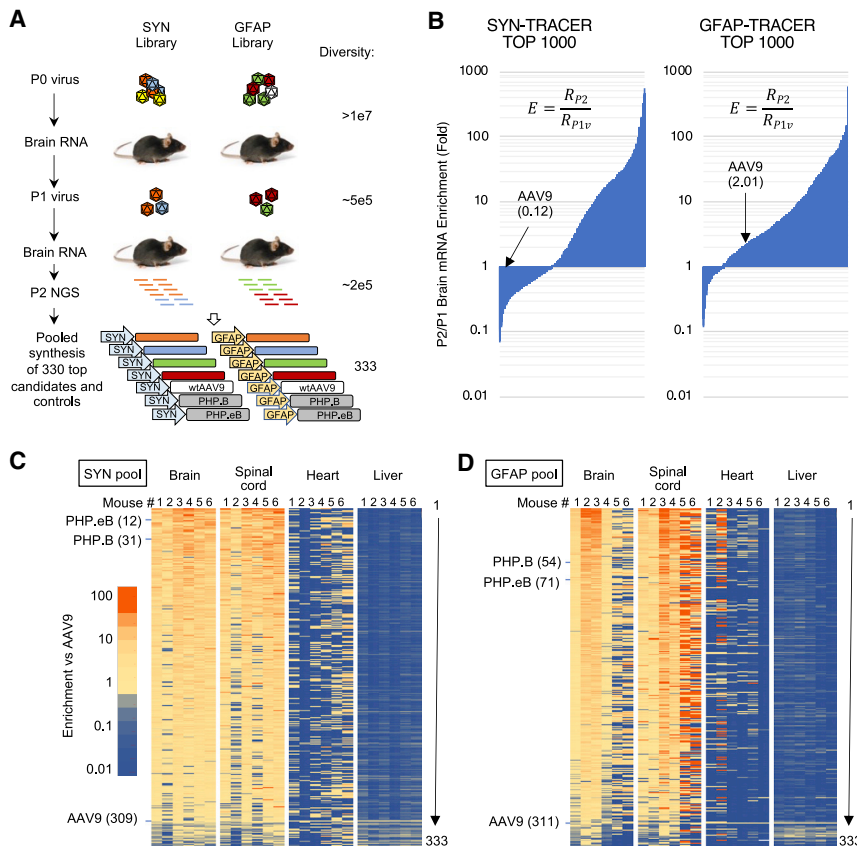 A
SYN
Library
GFAP
Library
Diversity:
P0 virus
>1e7
Brain RNA
P1 virus
~5e5
Brain RNA
P2 NGS
~2e5
Pooled
synthesis
of 330 top
candidates and
controls
SYN
SYN
SYN
SYN
SYN
SYN
SYN
wtAAV9
PHP.B
PHP.eB
GFAP
GFAP
GFAP
GFAP
GFAP
GFAP
GFAP
wtAAV9
PHP.B
PHP.eB
333
B
SYN-TRACER
TOP 1000
GFAP-TRACER
TOP 1000
P2/P1 Brain mRNA Enrichment (Fold)
1000
100
10
1
0.1
0.01
E = R_P2 / R_P1v
AAV9
(0.12)
1000
100
10
1
0.1
0.01
E = R_P2 / R_P1v
AAV9
(2.01)
C
SYN pool
Brain
Spinal
cord
Heart
Liver
Mouse #
1 2 3 4 5 6
1 2 3 4 5 6
1 2 3 4 5 6
1 2 3 4 5 6
1
PHP.eB (12)
PHP.B (31)
Enrichment vs AAV9
100
10
1
0.1
0.01
AAV9 (309)
333
D
GFAP pool
Brain
Spinal
cord
Heart
Liver
Mouse #
1 2 3 4 5 6
1 2 3 4 5 6
1 2 3 4 5 6
1 2 3 4 5 6
1
PHP.B (54)
PHP.eB (71)
AAV9 (311)
333